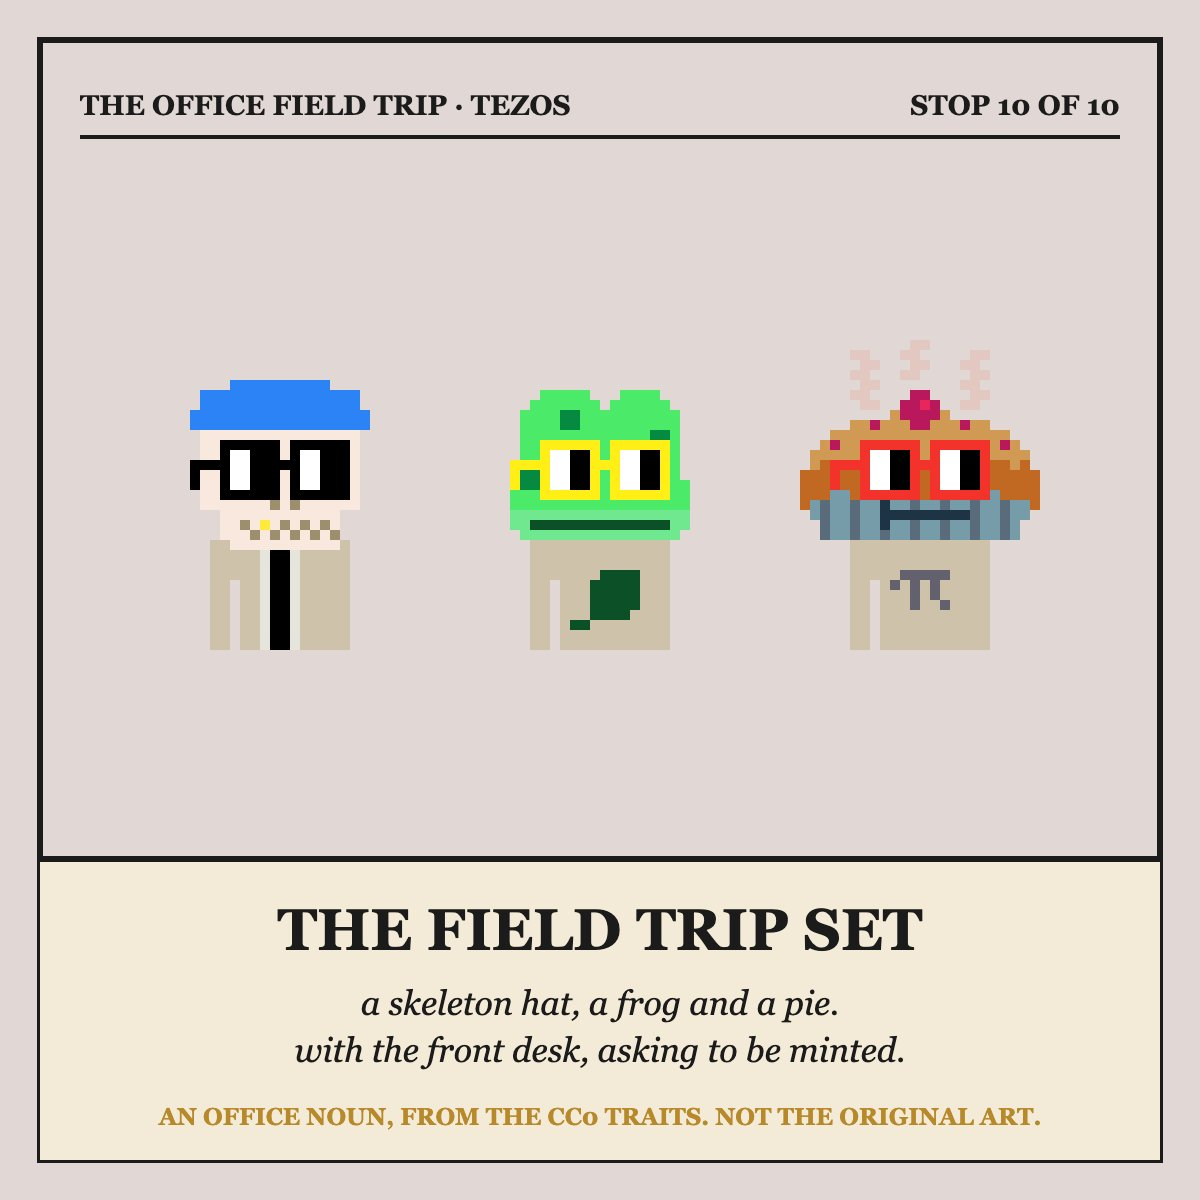 THE OFFICE FIELD TRIP · TEZOS
STOP 10 OF 10
π
THE FIELD TRIP SET
a skeleton hat, a frog and a pie.
with the front desk, asking to be minted.
AN OFFICE NOUN, FROM THE CC0 TRAITS. NOT THE ORIGINAL ART.